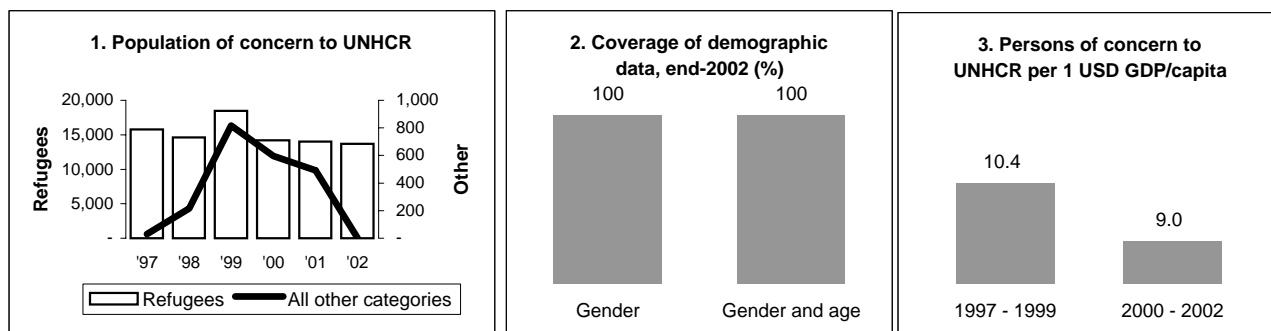 1. Population of concern to UNHCR
20,000
15,000
10,000
5,000
-
Refugees
1,000
800
600
400
200
-
Other
'97 '98 '99 '00 '01 '02
Refugees All other categories
2. Coverage of demographic
data, end-2002 (%)
100 100
Gender Gender and age
3. Persons of concern to
UNHCR per 1 USD GDP/capita
10.4
9.0
1997 - 1999 2000 - 2002